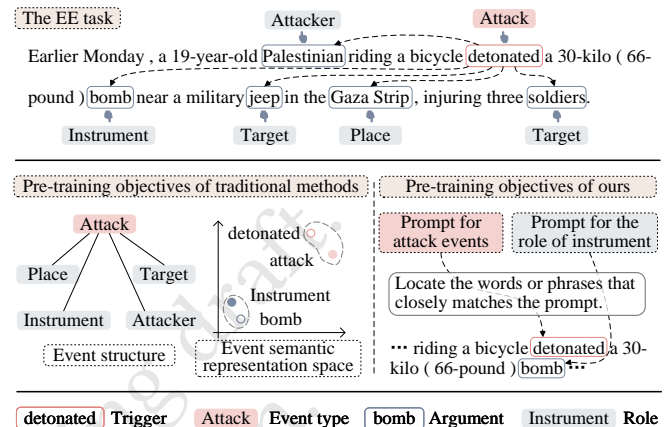 The EE task
Attacker
Attack
Earlier Monday , a 19-year-old Palestinian riding a bicycle detonated a 30-kilo ( 66-
pound ) bomb near a military jeep in the Gaza Strip , injuring three soldiers.
Instrument
Target
Place
Target
Pre-training objectives of traditional methods
Attack
Place
Target
Instrument
Attacker
Event structure
detonated
attack
Instrument
bomb
Event semantic
representation space
Pre-training objectives of ours
Prompt for
attack events
Prompt for the
role of instrument
Locate the words or phrases that
closely matches the prompt.
··· riding a bicycle detonated a 30-
kilo ( 66-pound ) bomb ···
detonated Trigger Attack Event type bomb Argument Instrument Role